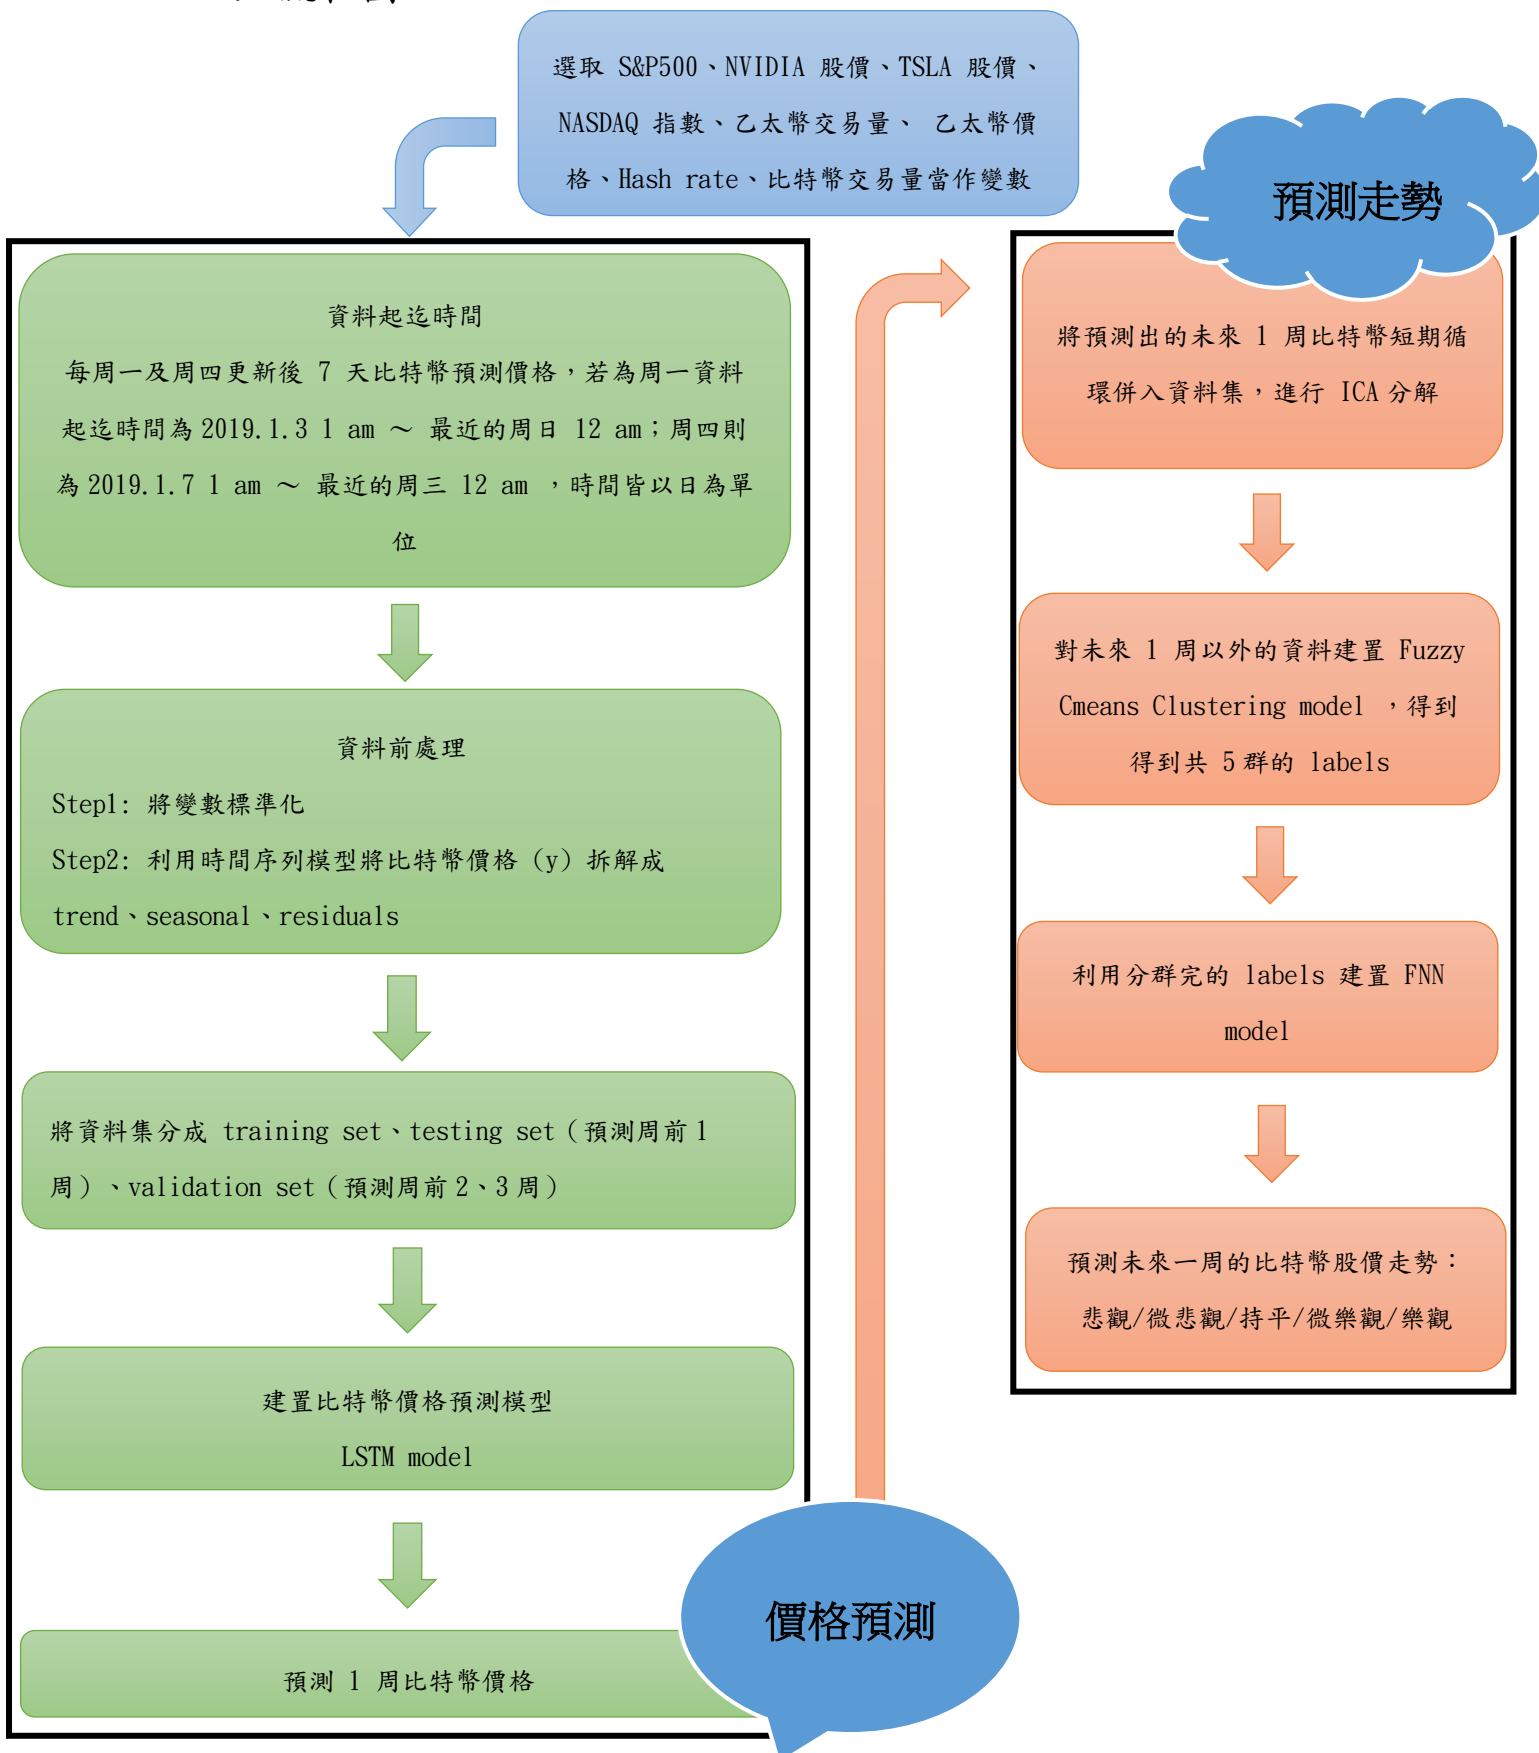 選取 S&P500、NVIDIA 股價、TSLA 股價、
NASDAQ 指數、乙太幣交易量、 乙太幣價
格、Hash rate、比特幣交易量當作變數
資料起迄時間
每周一及周四更新後 7 天比特幣預測價格，若為周一資料
起迄時間為 2019.1.3 1 am ～ 最近的周日 12 am；周四則
為 2019.1.7 1 am ～ 最近的周三 12 am ，時間皆以日為單
位
資料前處理
Step1: 將變數標準化
Step2: 利用時間序列模型將比特幣價格 (y) 拆解成
trend、seasonal、residuals
將資料集分成 training set、testing set（預測周前 1
周）、validation set（預測周前 2、3 周）
建置比特幣價格預測模型
LSTM model
預測 1 周比特幣價格
價格預測
預測走勢
將預測出的未來 1 周比特幣短期循
環併入資料集，進行 ICA 分解
對未來 1 周以外的資料建置 Fuzzy
Cmeans Clustering model ，得到
得到共 5 群的 labels
利用分群完的 labels 建置 FNN
model
預測未來一周的比特幣股價走勢：
悲觀/微悲觀/持平/微樂觀/樂觀